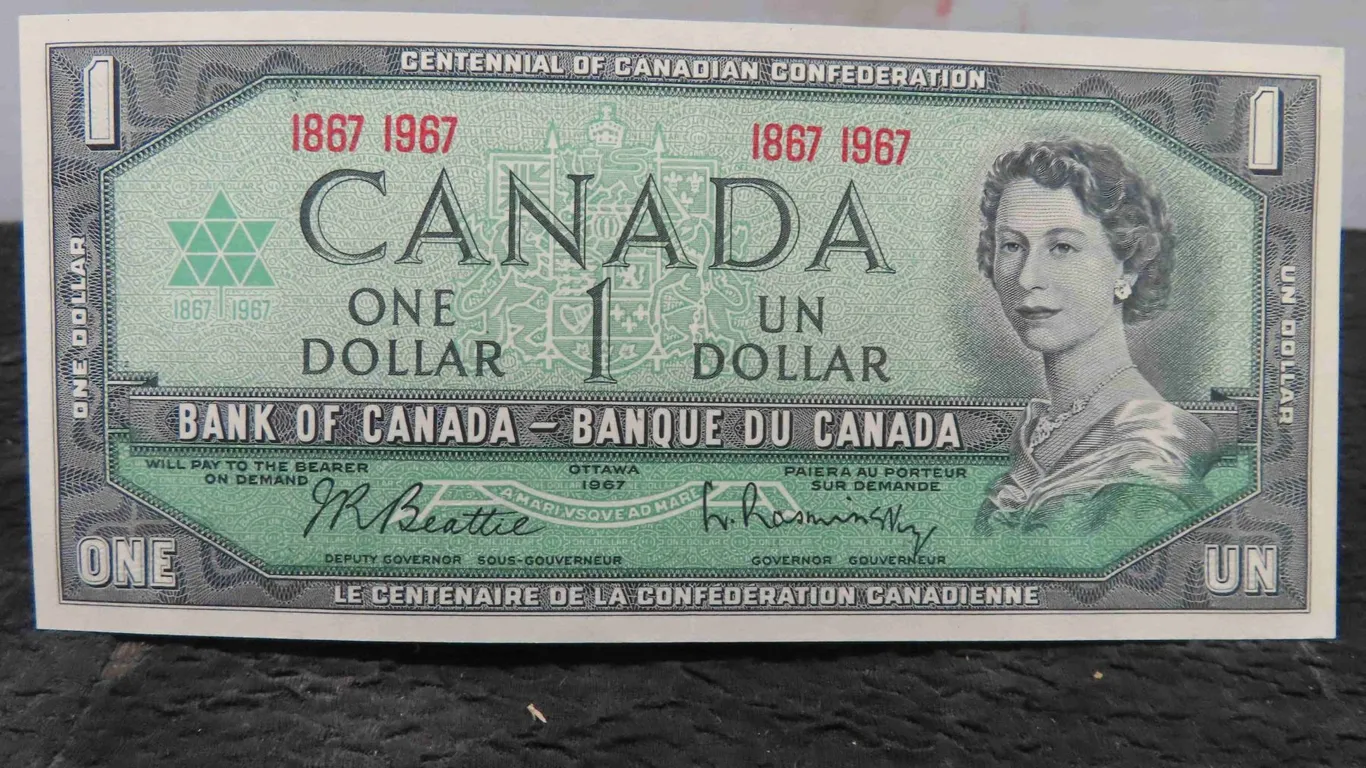 1
CENTENNIAL OF CANADIAN CONFEDERATION
1
1867 1967
1867 1967
CANADA
1867 1967
ONE
DOLLAR
1
UN
DOLLAR
ONE DOLLAR
UN DOLLAR
BANK OF CANADA – BANQUE DU CANADA
WILL PAY TO THE BEARER
ON DEMAND
OTTAWA
1967
PAIERA AU PORTEUR
SUR DEMANDE
A MARI VSQVE AD MARE
JR Beattie
L. Rasminsky
DEPUTY GOVERNOR SOUS-GOUVERNEUR
GOVERNOR GOUVERNEUR
ONE
UN
LE CENTENAIRE DE LA CONFÉDÉRATION CANADIENNE